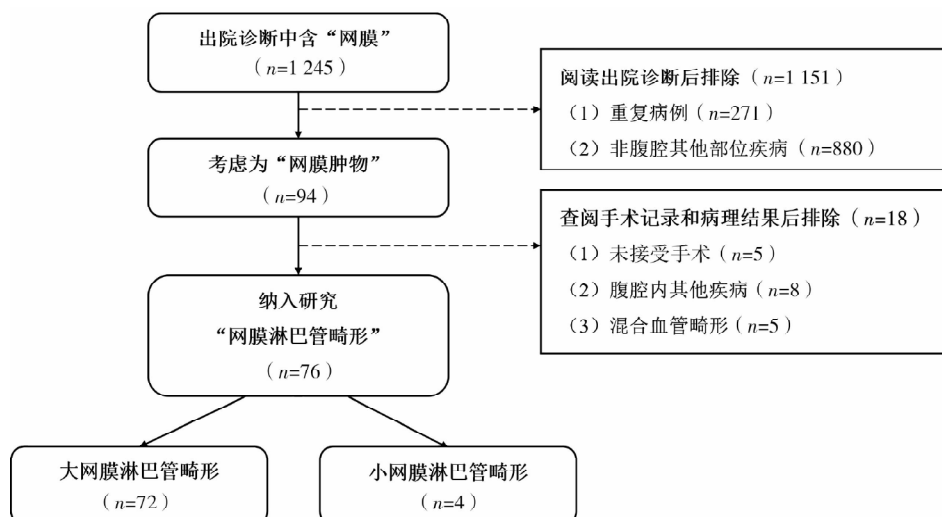 出院诊断中含“网膜”
（n=1 245）
阅读出院诊断后排除（n=1 151）
（1）重复病例（n=271）
（2）非腹腔其他部位疾病（n=880）
考虑为“网膜肿物”
（n=94）
查阅手术记录和病理结果后排除（n=18）
（1）未接受手术（n=5）
（2）腹腔内其他疾病（n=8）
（3）混合血管畸形（n=5）
纳入研究
“网膜淋巴管畸形”
（n=76）
大网膜淋巴管畸形
（n=72）
小网膜淋巴管畸形
（n=4）